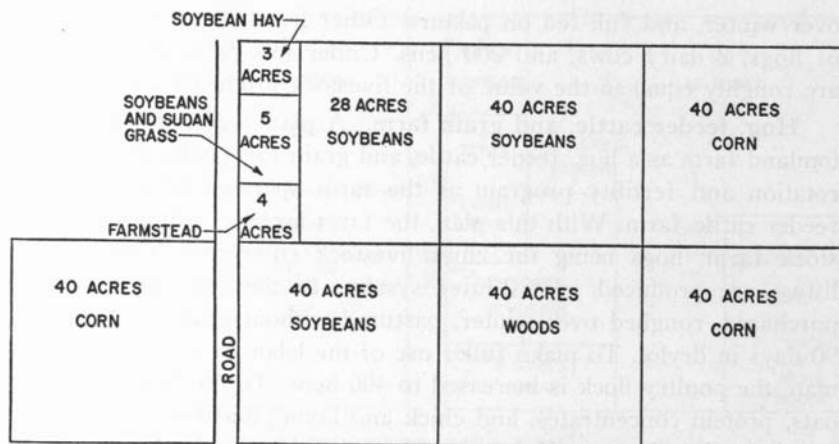 SOYBEAN HAY
3
ACRES
SOYBEANS
AND SUDAN
GRASS
5
ACRES
28 ACRES
SOYBEANS
40 ACRES
SOYBEANS
40 ACRES
CORN
FARMSTEAD
4
ACRES
40 ACRES
CORN
ROAD
40 ACRES
SOYBEANS
40 ACRES
WOODS
40 ACRES
CORN